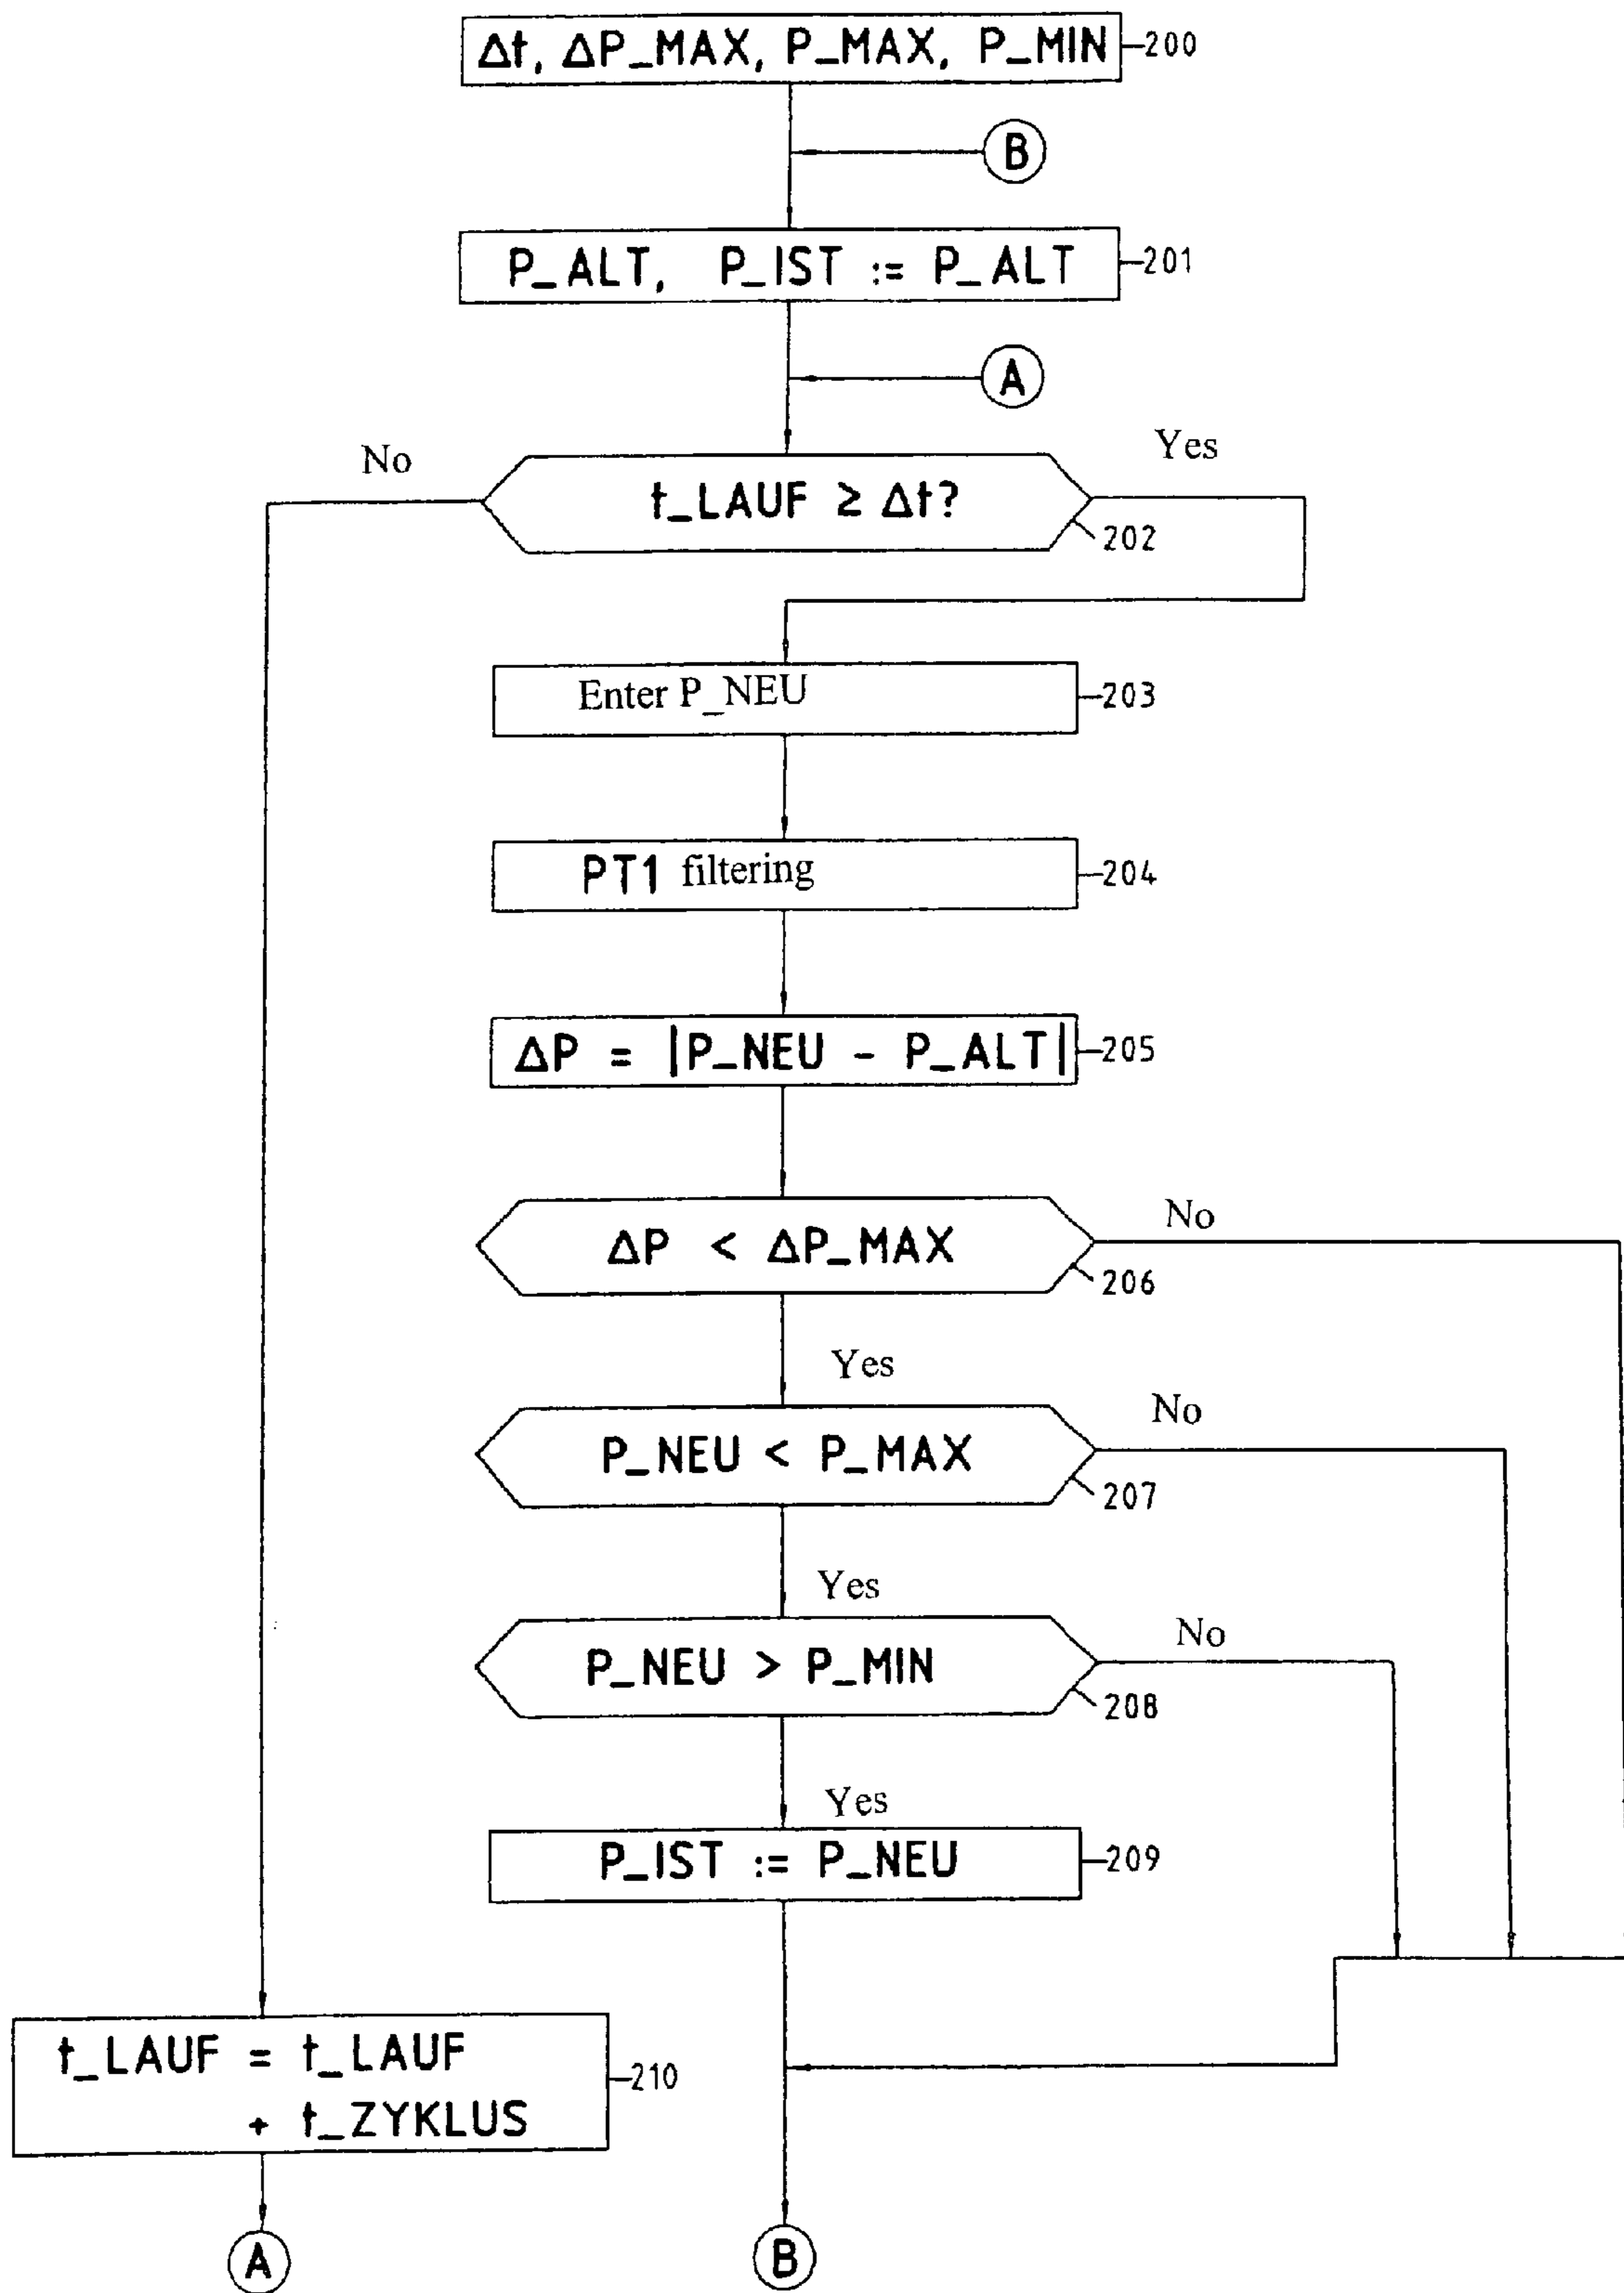 Δt, ΔP_MAX, P_MAX, P_MIN 200
B
P_ALT, P_IST := P_ALT 201
A
No
Yes
t_LAUF ≥ Δt?
202
Enter P_NEU 203
PT1 filtering 204
ΔP = |P_NEU - P_ALT| 205
ΔP < ΔP_MAX
No
206
Yes
P_NEU < P_MAX
No
207
Yes
P_NEU > P_MIN
No
208
Yes
P_IST := P_NEU 209
t_LAUF = t_LAUF
+ t_ZYKLUS
210
A
B